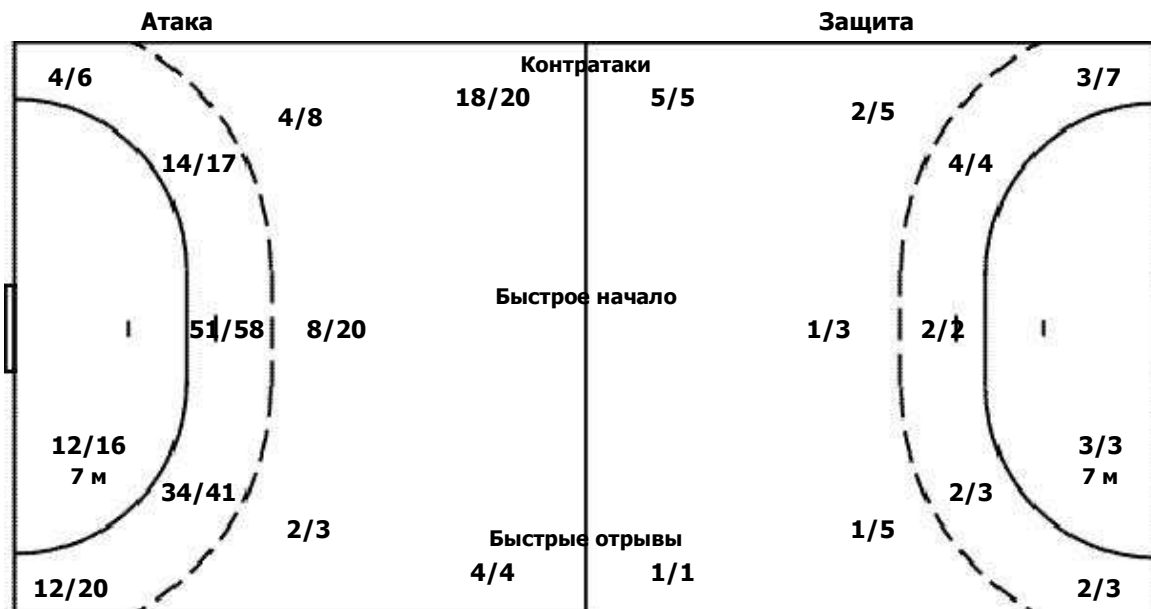 Атака Защита
Контратаки
4/6 4/8 18/20 5/5 2/5 3/7
14/17 4/4
Быстрое начало
51/58 8/20 1/3 2/2
12/16 3/3
7 м 7 м
34/41 2/3
2/3 Быстрые отрывы 1/5
12/20 4/4 1/1 2/3